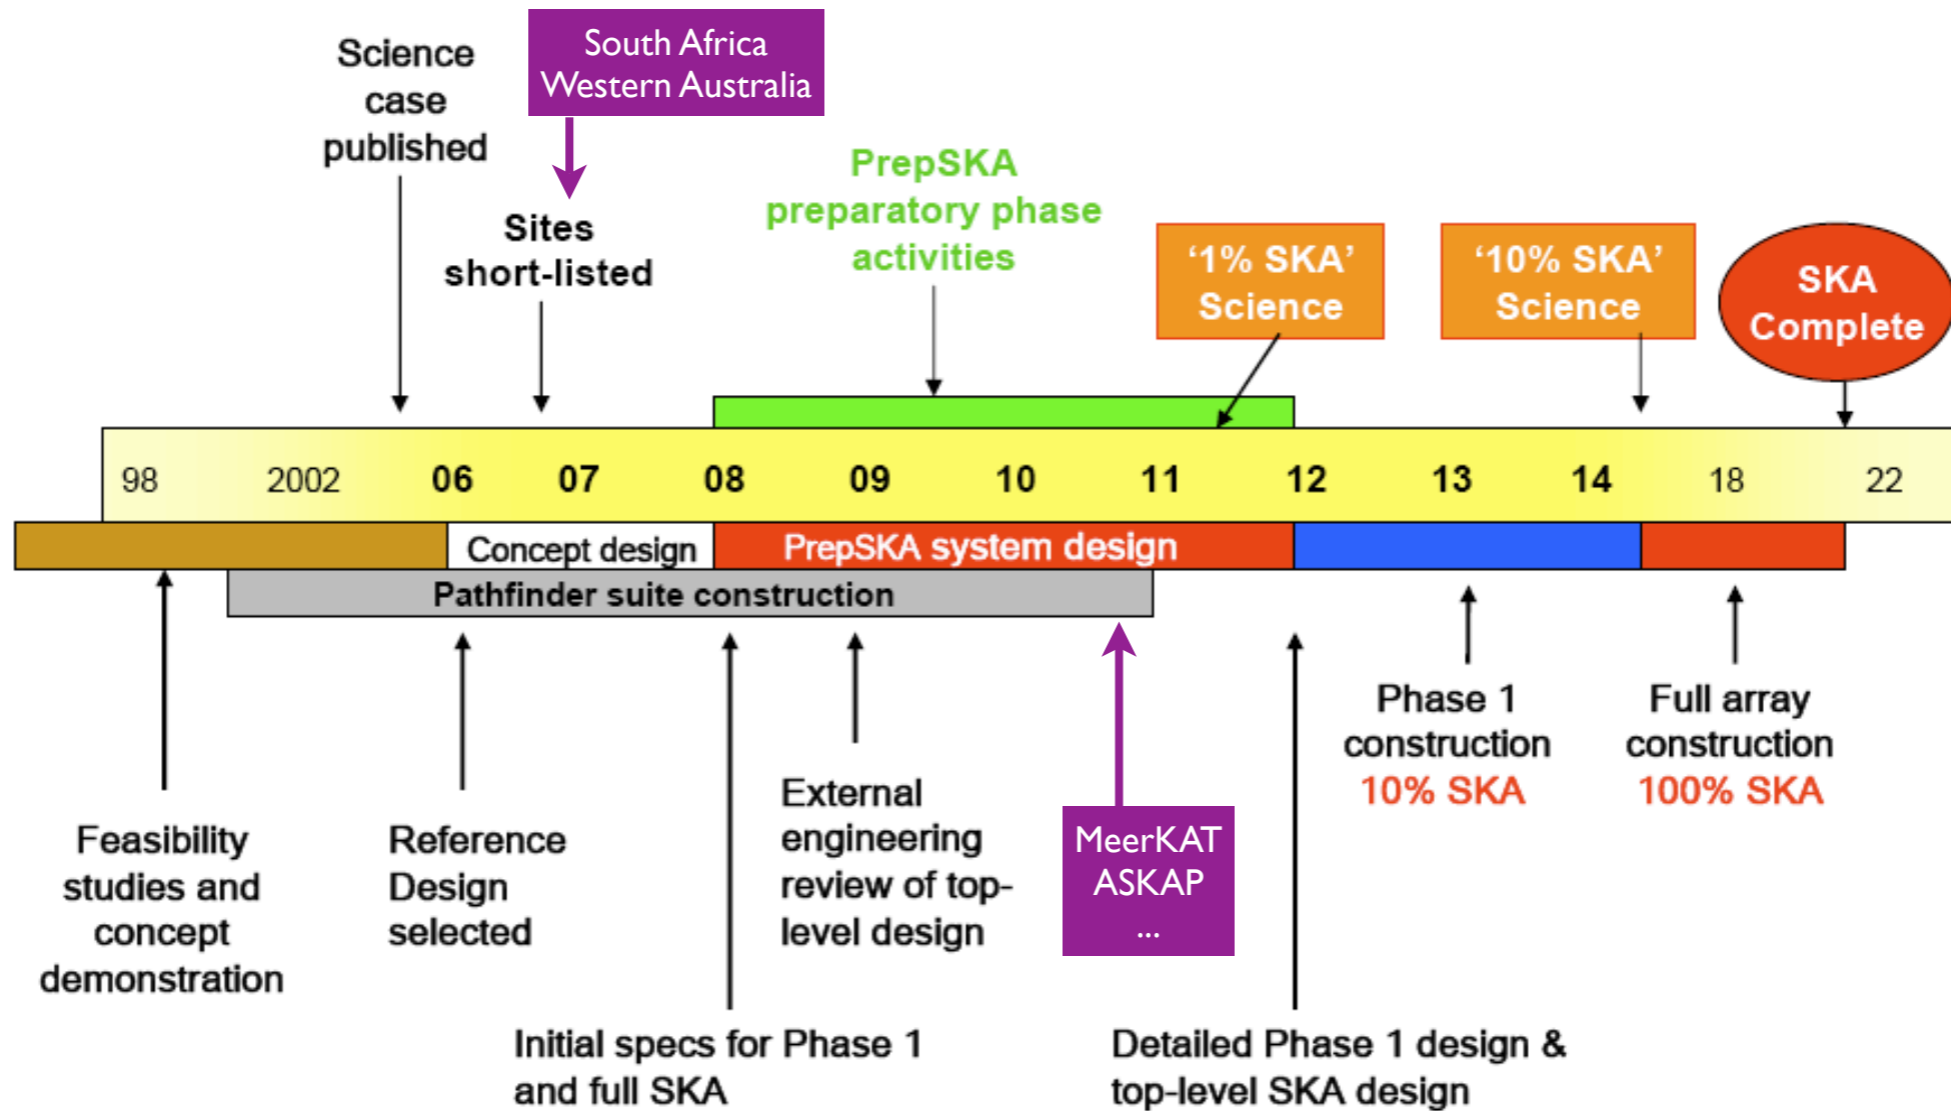 Science
case
published
South Africa
Western Australia
Sites
short-listed
PrepSKA
preparatory phase
activities
‘1% SKA’
Science
‘10% SKA’
Science
SKA
Complete
98 2002 06 07 08 09 10 11 12 13 14 18 22
Concept design PrepSKA system design
Pathfinder suite construction
Feasibility
studies and
concept
demonstration
Reference
Design
selected
Initial specs for Phase 1
and full SKA
External
engineering
review of top-
level design
MeerKAT
ASKAP
...
Detailed Phase 1 design &
top-level SKA design
Phase 1
construction
10% SKA
Full array
construction
100% SKA